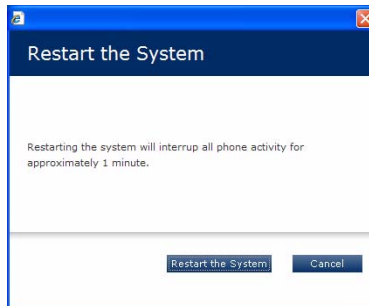 Restart the System
Restarting the system will interrup all phone activity for
approximately 1 minute.
Restart the System Cancel